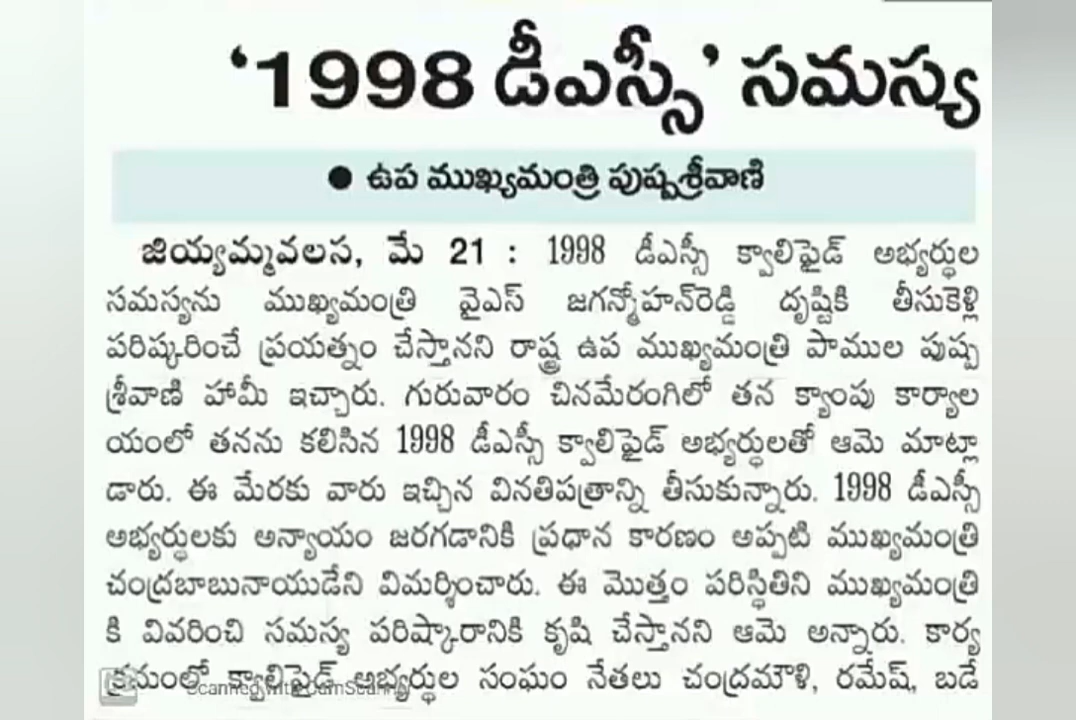 ‘1998 డీఎస్సీ’ సమస్య
● ఉప ముఖ్యమంత్రి పుష్పశ్రీవాణి
జియ్యమ్మవలస, మే 21 : 1998 డీఎస్సీ క్వాలిఫైడ్ అభ్యర్థుల
సమస్యను ముఖ్యమంత్రి వైఎస్ జగన్మోహన్‌రెడ్డి దృష్టికి తీసుకెళ్లి
పరిష్కరించే ప్రయత్నం చేస్తానని రాష్ట్ర ఉప ముఖ్యమంత్రి పాముల పుష్ప
శ్రీవాణి హామీ ఇచ్చారు. గురువారం చినమేరంగిలో తన క్యాంపు కార్యాల
యంలో తనను కలిసిన 1998 డీఎస్సీ క్వాలిఫైడ్ అభ్యర్థులతో ఆమె మాట్లా
డారు. ఈ మేరకు వారు ఇచ్చిన వినతిపత్రాన్ని తీసుకున్నారు. 1998 డీఎస్సీ
అభ్యర్థులకు అన్యాయం జరగడానికి ప్రధాన కారణం అప్పటి ముఖ్యమంత్రి
చంద్రబాబునాయుడేని విమర్శించారు. ఈ మొత్తం పరిస్థితిని ముఖ్యమంత్రి
కి వివరించి సమస్య పరిష్కారానికి కృషి చేస్తానని ఆమె అన్నారు. కార్య
క్రమంలో క్వాలిఫైడ్ అభ్యర్థుల సంఘం నేతలు చంద్రమౌళి, రమేష్, బడే
Scanned with CamScanner